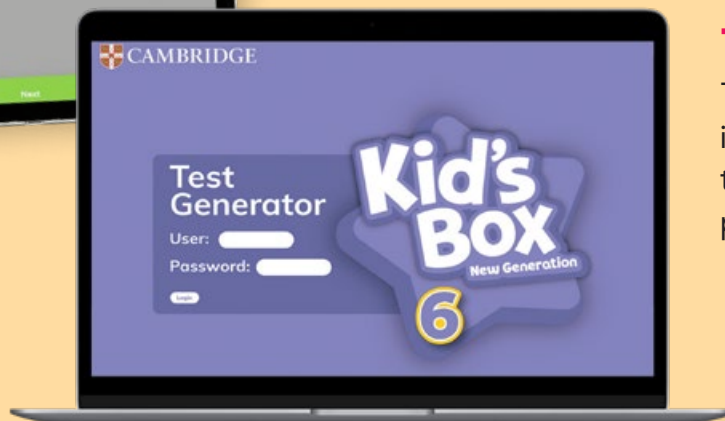 Next
CAMBRIDGE
Test
Generator
User:
Password:
Login
Kid's
BOX
New Generation
6